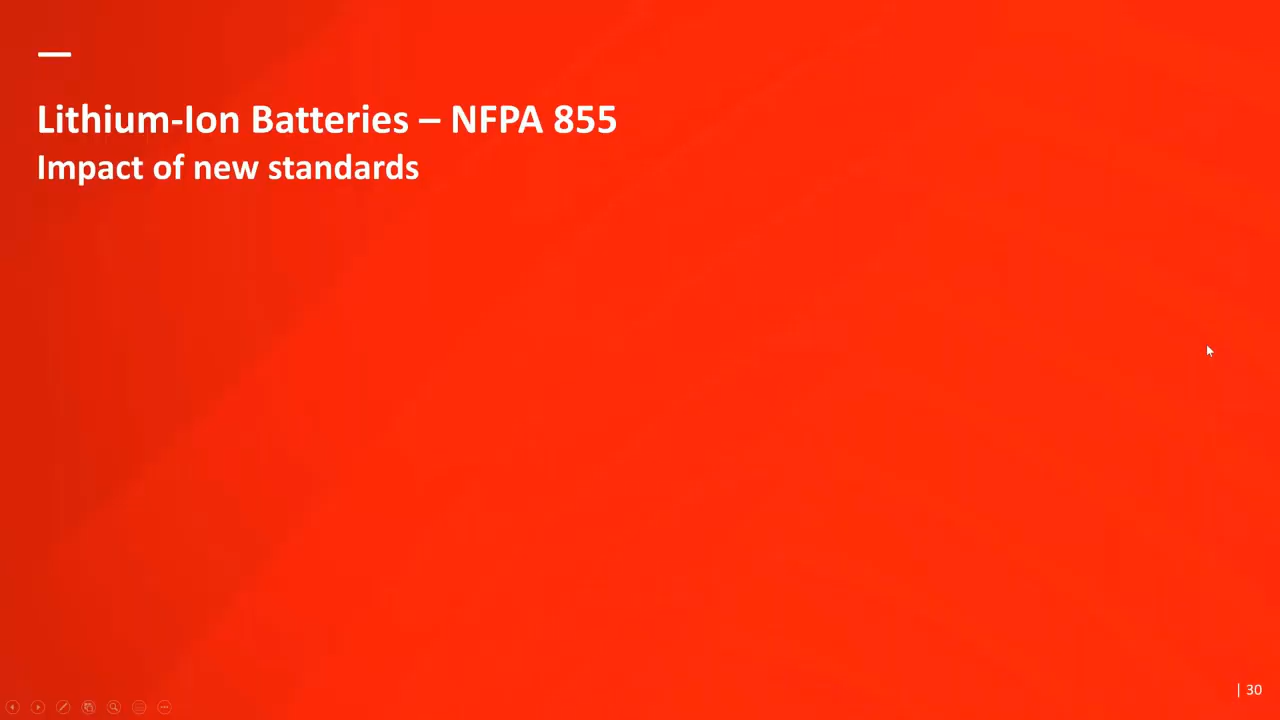 Lithium-Ion Batteries – NFPA 855
Impact of new standards
| 30